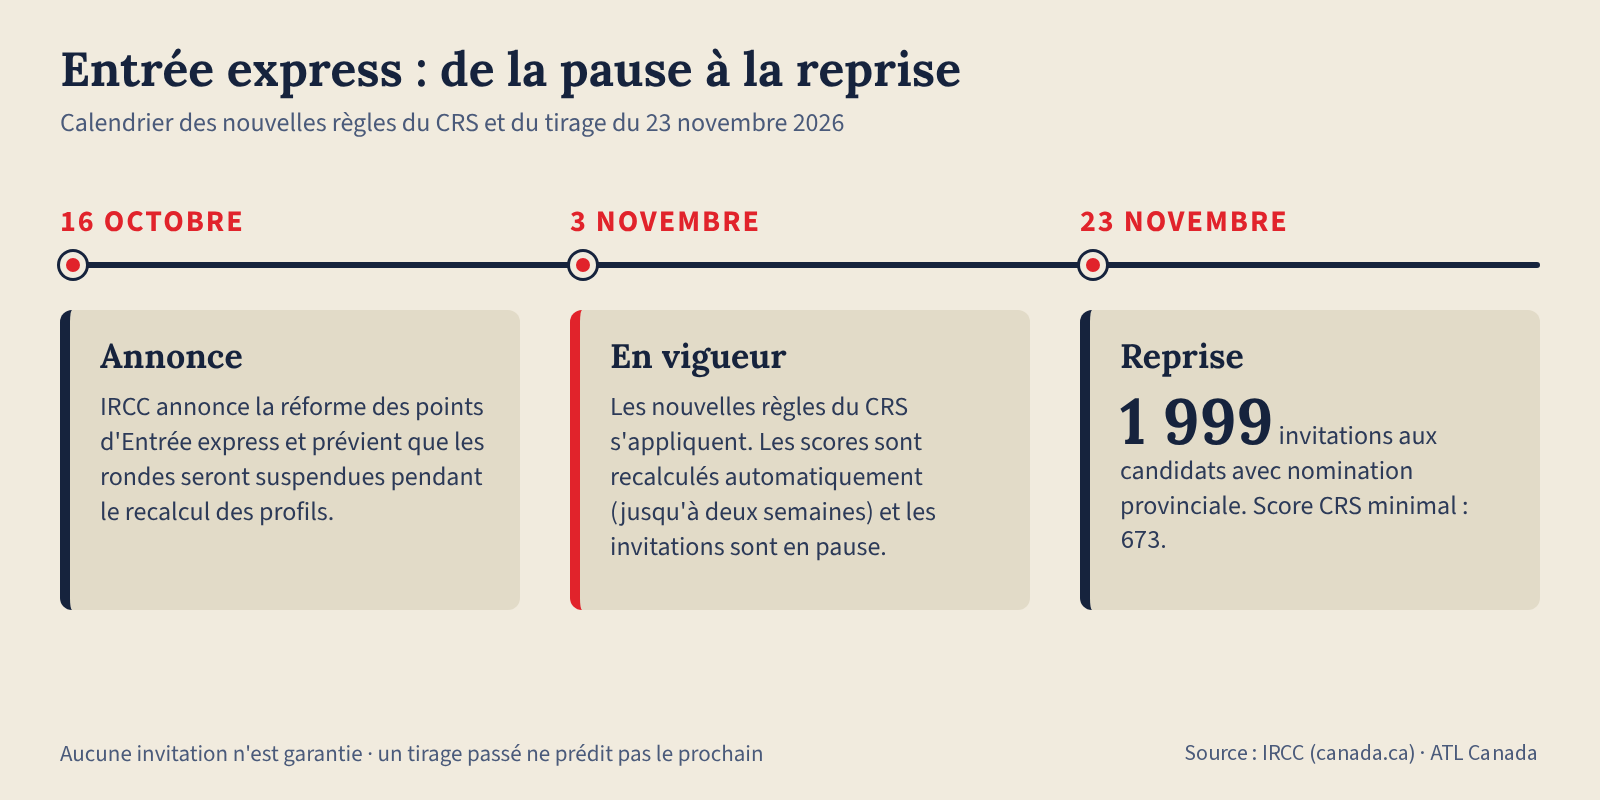 Entrée express : de la pause à la reprise
Calendrier des nouvelles règles du CRS et du tirage du 23 novembre 2026
16 OCTOBRE
3 NOVEMBRE
23 NOVEMBRE
Annonce
IRCC annonce la réforme des points
d'Entrée express et prévient que les
rondes seront suspendues pendant
le recalcul des profils.
En vigueur
Les nouvelles règles du CRS
s'appliquent. Les scores sont
recalculés automatiquement
(jusqu'à deux semaines) et les
invitations sont en pause.
Reprise
1 999 invitations aux
candidats avec nomination
provinciale. Score CRS minimal :
673.
Aucune invitation n'est garantie · un tirage passé ne prédit pas le prochain
Source : IRCC (canada.ca) · ATL Canada